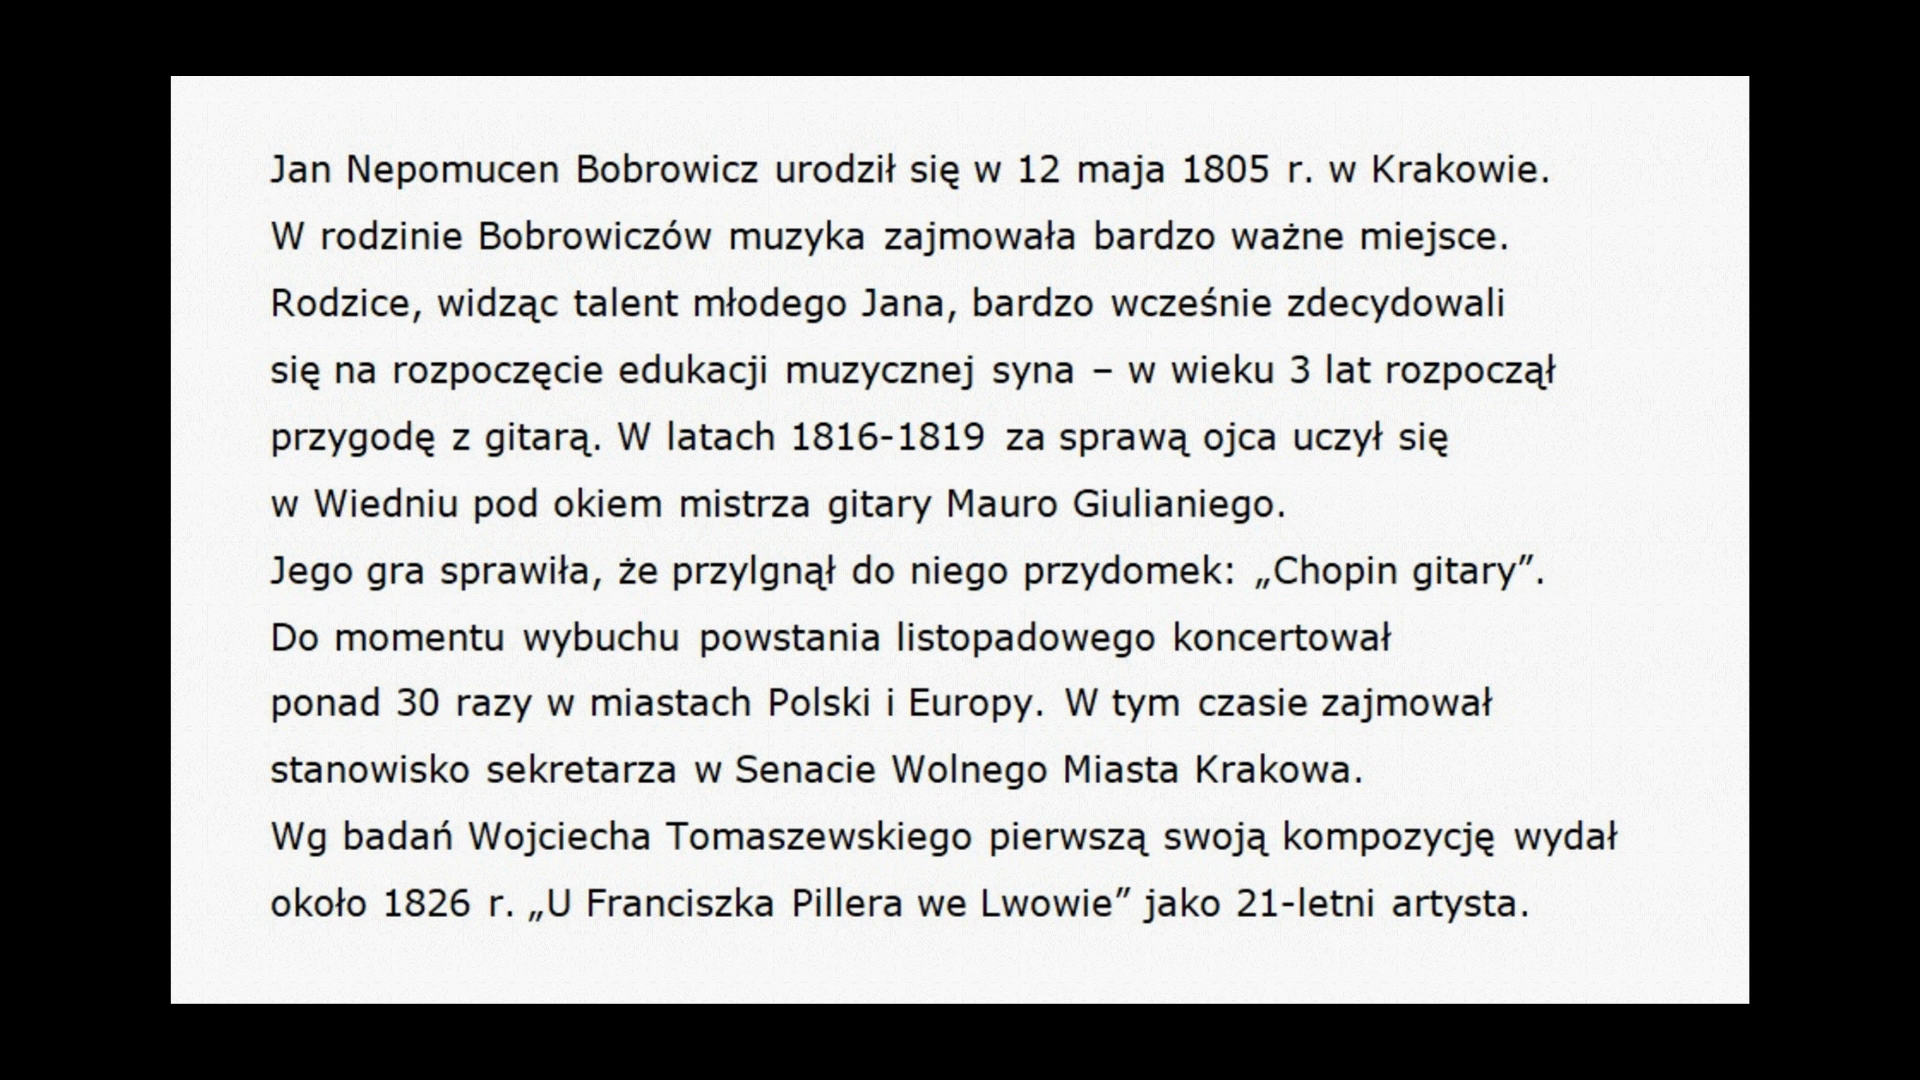 Jan Nepomucen Bobrowicz urodził się w 12 maja 1805 r. w Krakowie.
W rodzinie Bobrowiczów muzyka zajmowała bardzo ważne miejsce.
Rodzice, widząc talent młodego Jana, bardzo wcześnie zdecydowali
się na rozpoczęcie edukacji muzycznej syna – w wieku 3 lat rozpoczął
przygodę z gitarą. W latach 1816-1819 za sprawą ojca uczył się
w Wiedniu pod okiem mistrza gitary Mauro Giulianiego.
Jego gra sprawiła, że przylgnął do niego przydomek: „Chopin gitary”.
Do momentu wybuchu powstania listopadowego koncertował
ponad 30 razy w miastach Polski i Europy. W tym czasie zajmował
stanowisko sekretarza w Senacie Wolnego Miasta Krakowa.
Wg badań Wojciecha Tomaszewskiego pierwszą swoją kompozycję wydał
około 1826 r. „U Franciszka Pillera we Lwowie” jako 21-letni artysta.